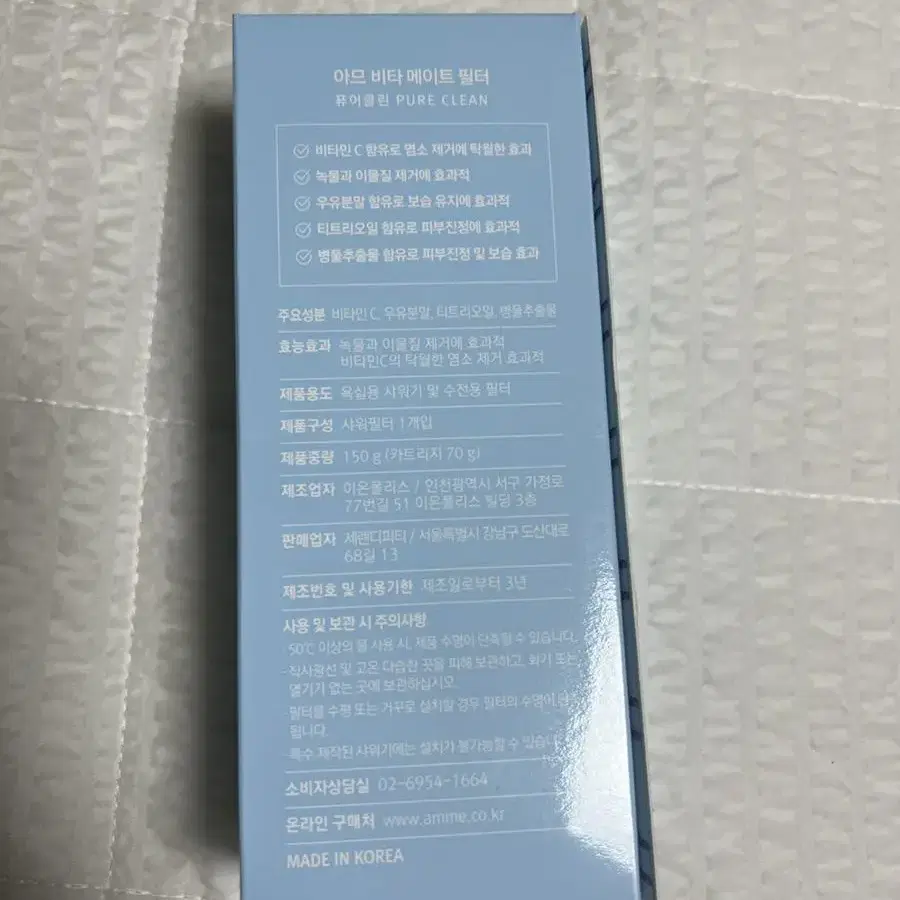 아므 비타 메이트 필터
퓨어클린 PURE CLEAN
비타민 C 함유로 염소 제거에 탁월한 효과
녹물과 이물질 제거에 효과적
우유분말 함유로 보습 유지에 효과적
티트리오일 함유로 피부진정에 효과적
병풀추출물 함유로 피부진정 및 보습 효과
주요성분 비타민 C, 우유분말, 티트리오일, 병풀추출물
효능효과 녹물과 이물질 제거에 효과적
비타민C의 탁월한 염소 제거 효과적
제품용도 욕실용 샤워기 및 수전용 필터
제품구성 샤워필터 1개입
제품중량 150 g (카트리지 70 g)
제조업자 이온폴리스 / 인천광역시 서구 가정로
77번길 51 이온폴리스 빌딩 3층
판매업자 세렌디피티 / 서울특별시 강남구 도산대로
68길 13
제조번호 및 사용기한 제조일로부터 3년
사용 및 보관 시 주의사항
50℃ 이상의 물 사용 시, 제품 수명이 단축될 수 있습니다.
직사광선 및 고온 다습한 곳을 피해 보관하고, 화기 또는
열기가 없는 곳에 보관하십시오.
필터를 수평 또는 거꾸로 설치할 경우 필터의 수명이 단축
됩니다.
특수 제작된 샤워기에는 설치가 불가능할 수 있습니
소비자상담실 02-6954-1664
온라인 구매처 www.amme.co.kr
MADE IN KOREA